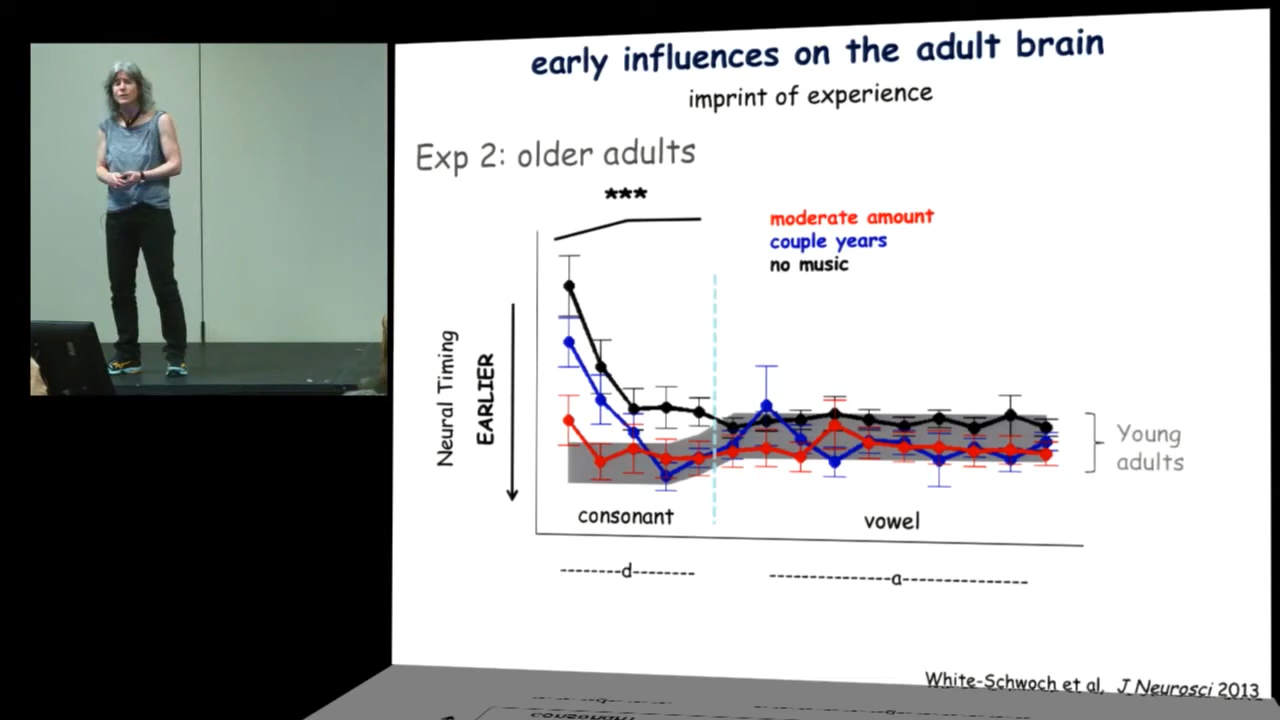 early influences on the adult brain
imprint of experience
Exp 2: older adults
***
moderate amount
couple years
no music
Neural Timing
EARLIER
Young
adults
consonant
vowel
--------d--------
----------------a----------------
White-Schwoch et al, J Neurosci 2013